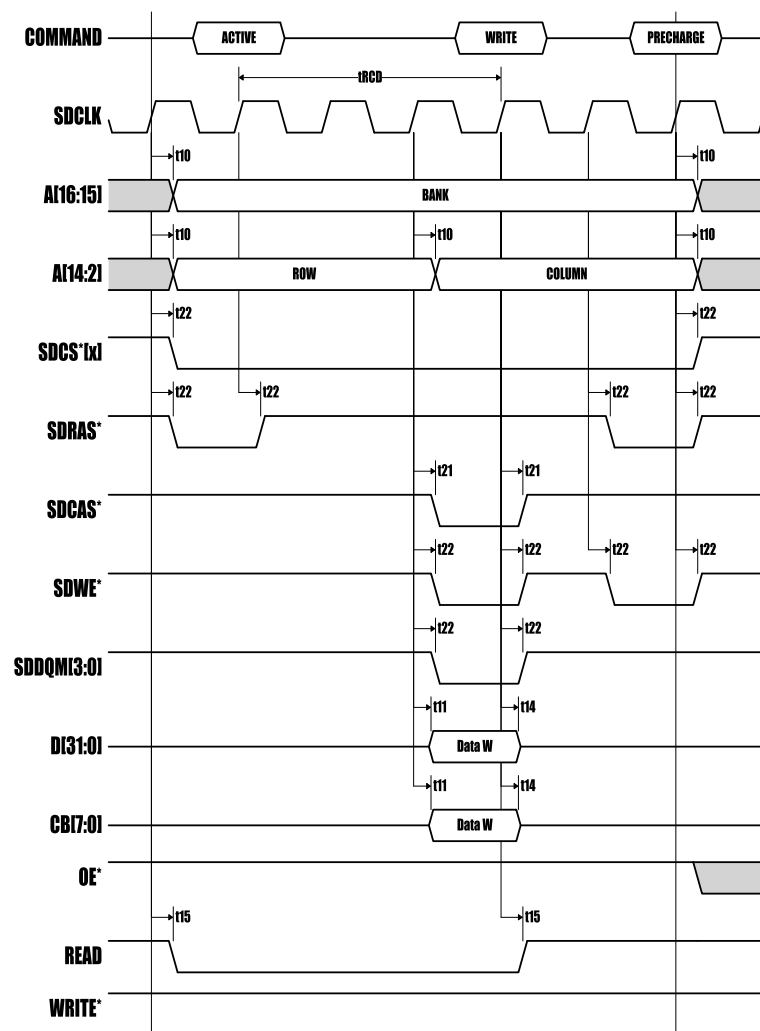 COMMAND ACTIVE WRITE PRECHARGE
tRCD
SDCLK
t10 t10
A[16:15] BANK
t10 t10 t10
A[14:2] ROW COLUMN
t22 t22
SDCS*[x]
t22 t22 t22 t22
SDRAS*
t21 t21
SDCAS*
t22 t22 t22 t22
SDWE*
t22 t22
SDDQM[3:0]
t11 t14
D[31:0] Data W
t11 t14
CB[7:0] Data W
OE*
t15 t15
READ
WRITE*